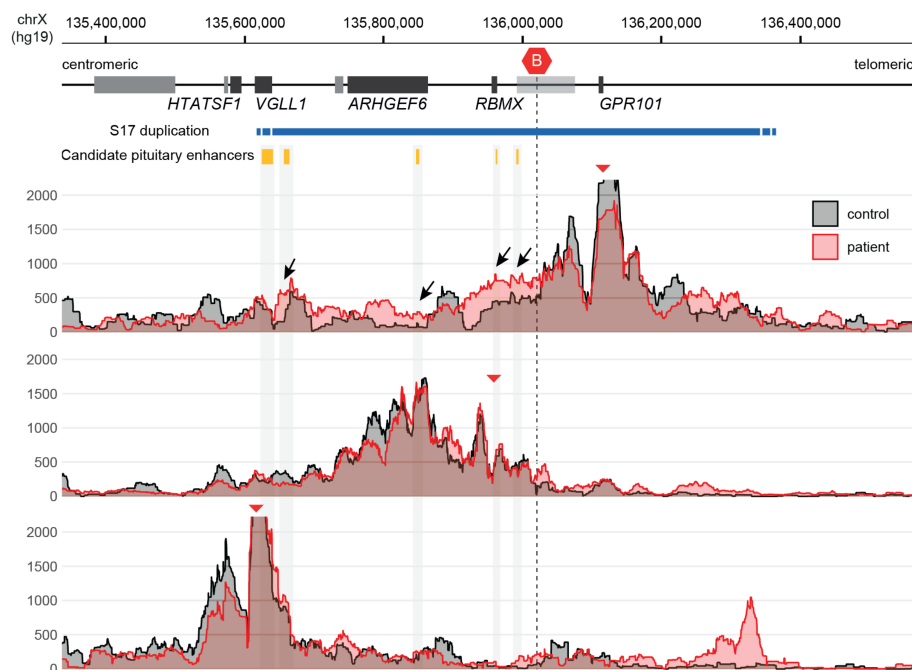 chrX
(hg19)
135,400,000 135,600,000 135,800,000 136,000,000 136,200,000 136,400,000
centromeric telomeric
B
HTATSF1 VGLL1 ARHGEF6 RBMX GPR101
S17 duplication
Candidate pituitary enhancers
2000
1500
1000
500
0
control
patient
2000
1500
1000
500
0
2000
1500
1000
500
0